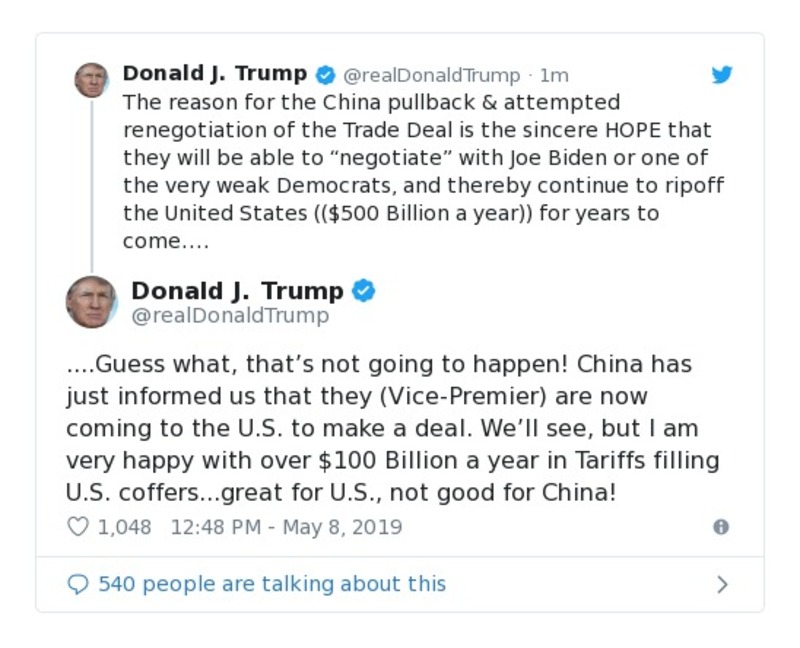 Donald J. Trump @realDonaldTrump · 1m
The reason for the China pullback & attempted
renegotiation of the Trade Deal is the sincere HOPE that
they will be able to “negotiate” with Joe Biden or one of
the very weak Democrats, and thereby continue to ripoff
the United States (($500 Billion a year)) for years to
come....
Donald J. Trump
@realDonaldTrump
....Guess what, that’s not going to happen! China has
just informed us that they (Vice-Premier) are now
coming to the U.S. to make a deal. We’ll see, but I am
very happy with over $100 Billion a year in Tariffs filling
U.S. coffers...great for U.S., not good for China!
1,048 12:48 PM - May 8, 2019
540 people are talking about this